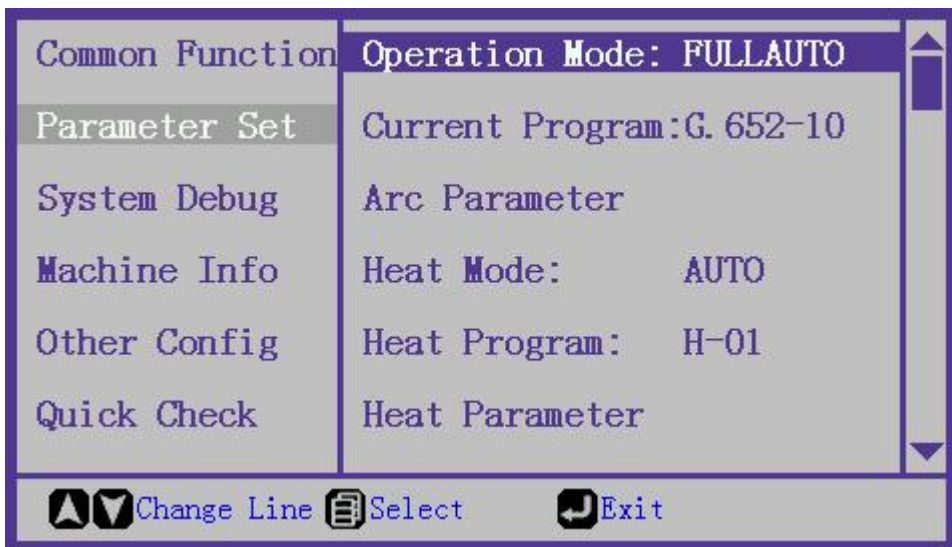 Common Function
Parameter Set
System Debug
Machine Info
Other Config
Quick Check
Operation Mode: FULLAUTO
Current Program:G.652-10
Arc Parameter
Heat Mode: AUTO
Heat Program: H-01
Heat Parameter
Change Line Select Exit